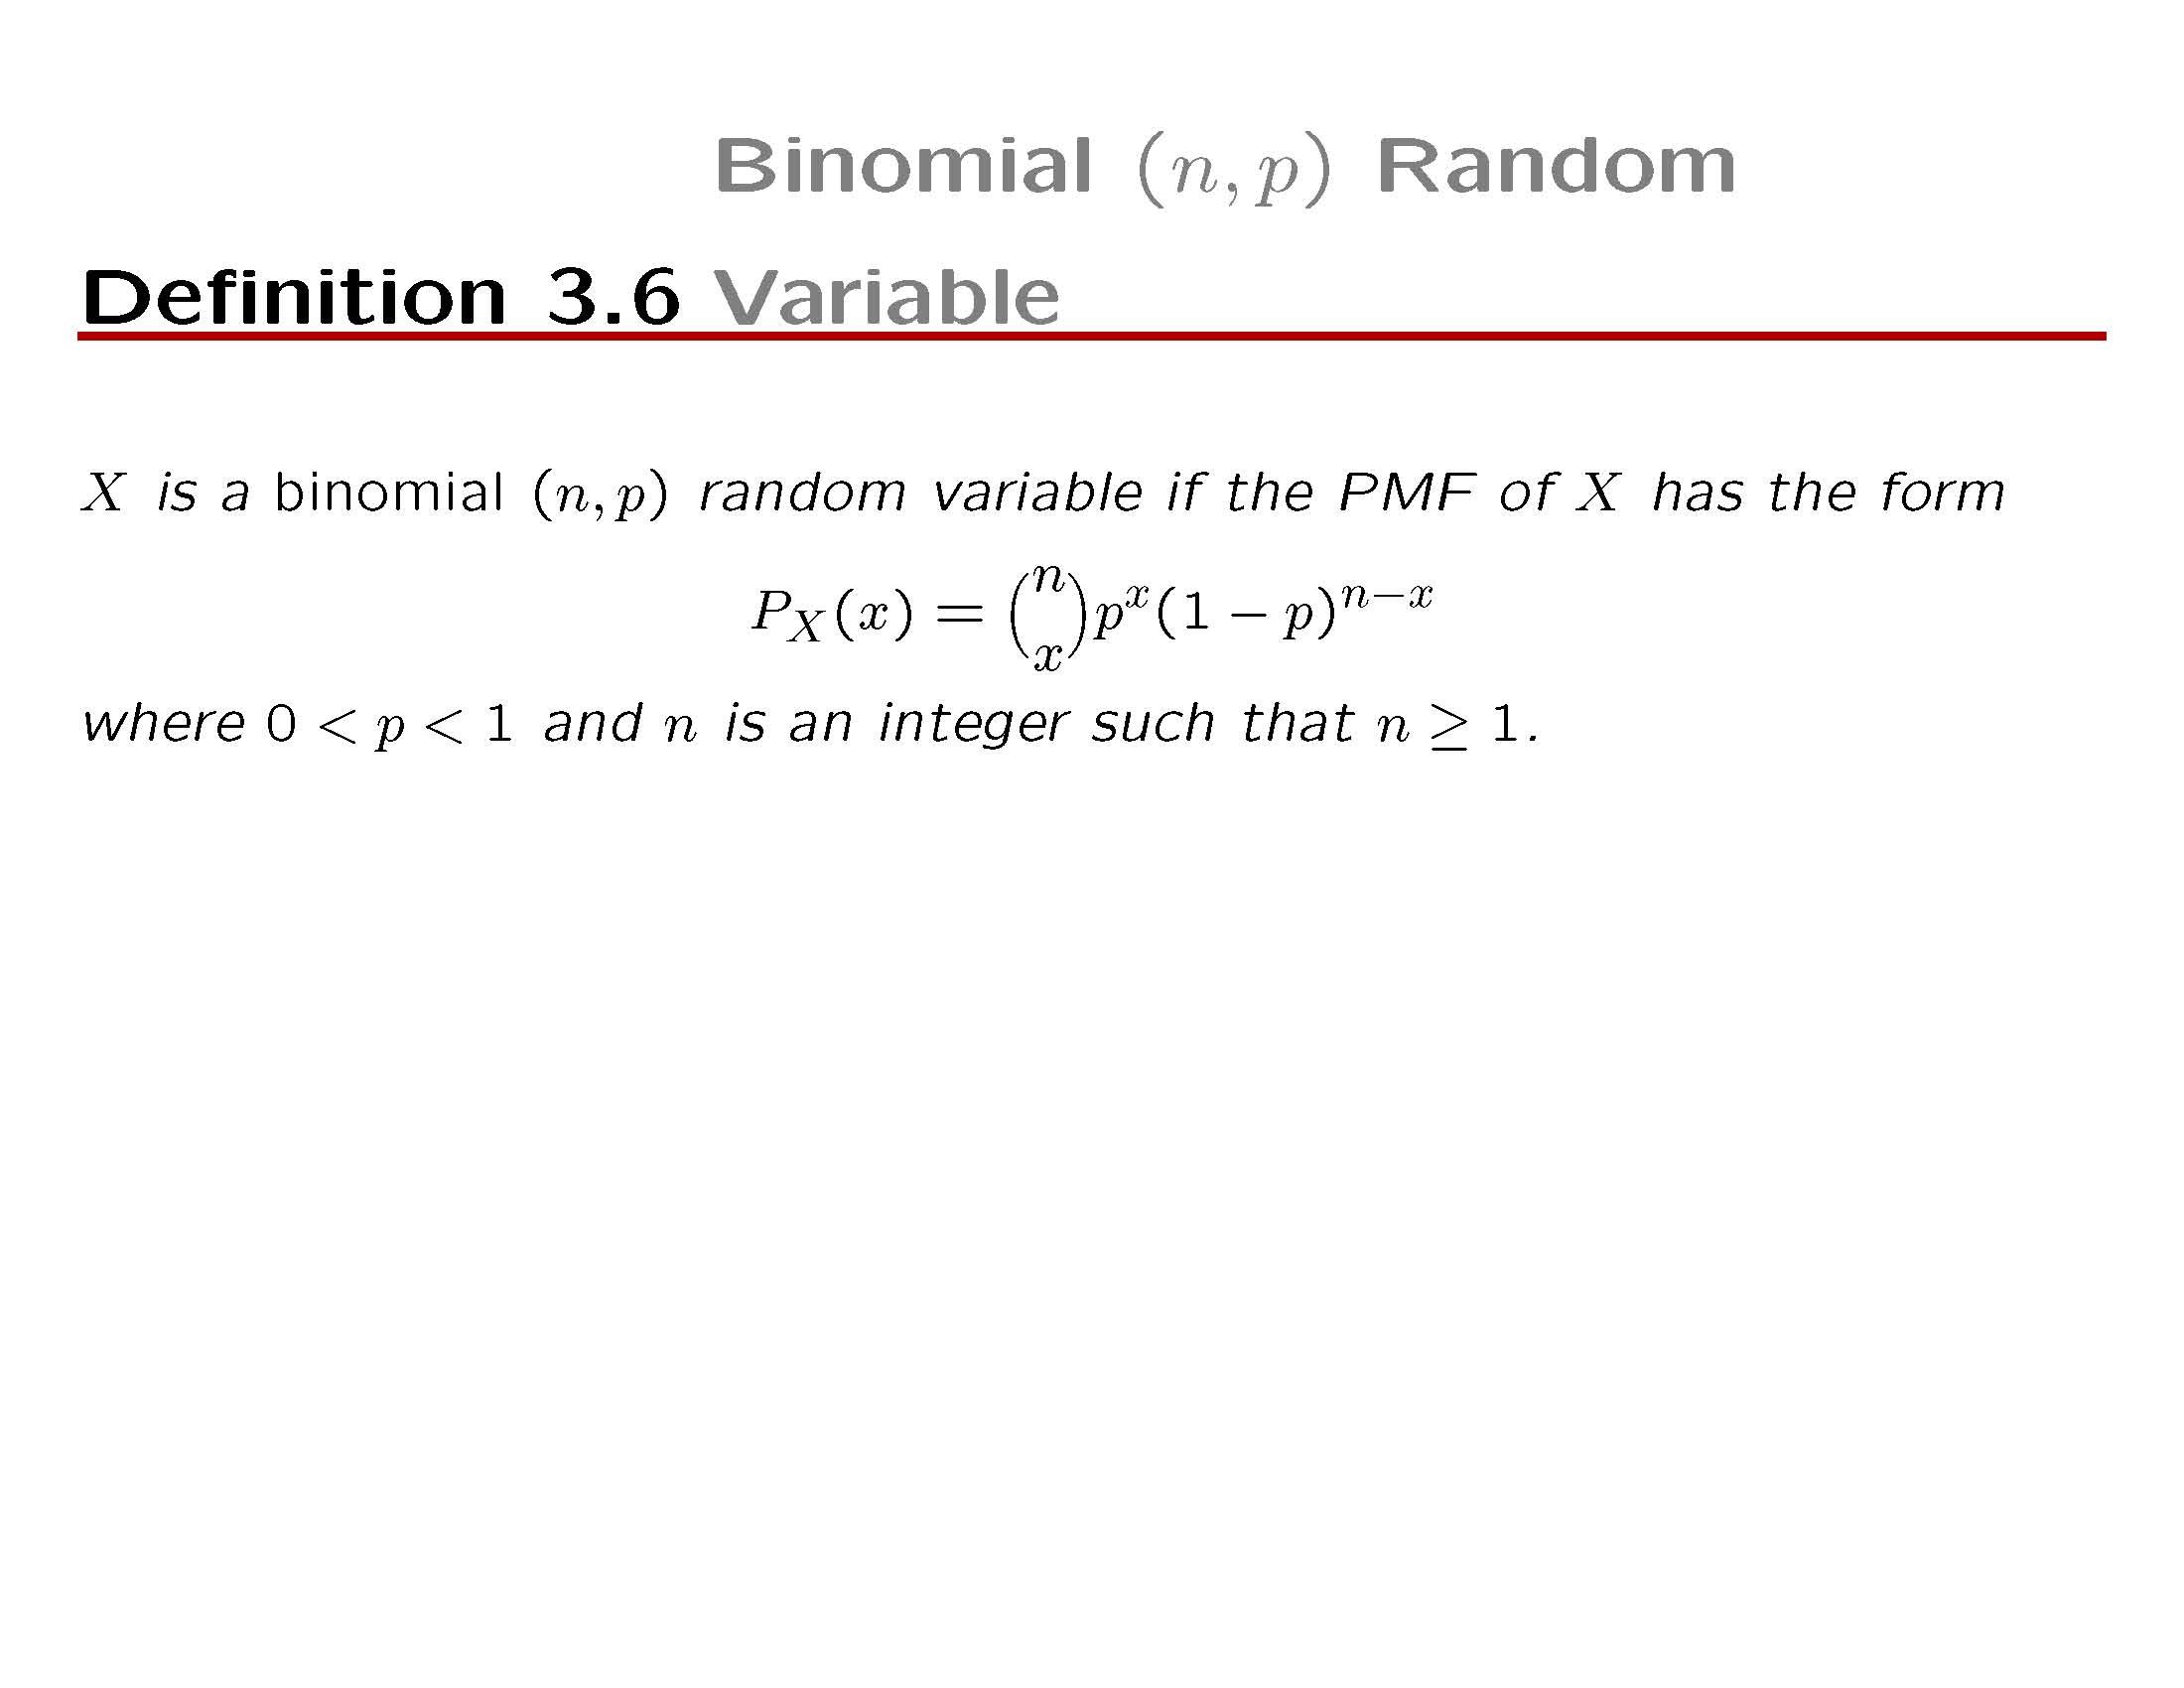 Binomial (n, p) Random
Definition 3.6 Variable
X is a binomial (n, p) random variable if the PMF of X has the form
P_X(x) = \binom{n}{x} p^x (1 − p)^{n−x}
where 0 < p < 1 and n is an integer such that n ≥ 1.